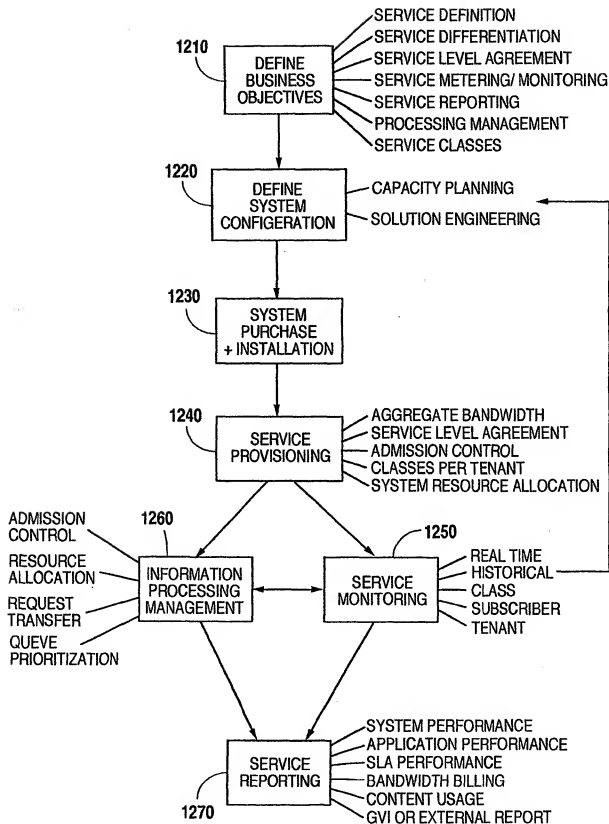 1210
DEFINE
BUSINESS
OBJECTIVES
SERVICE DEFINITION
SERVICE DIFFERENTIATION
SERVICE LEVEL AGREEMENT
SERVICE METERING/ MONITORING
SERVICE REPORTING
PROCESSING MANAGEMENT
SERVICE CLASSES
1220
DEFINE
SYSTEM
CONFIGERATION
CAPACITY PLANNING
SOLUTION ENGINEERING
1230
SYSTEM
PURCHASE
+ INSTALLATION
1240
SERVICE
PROVISIONING
AGGREGATE BANDWIDTH
SERVICE LEVEL AGREEMENT
ADMISSION CONTROL
CLASSES PER TENANT
SYSTEM RESOURCE ALLOCATION
1260
ADMISSION
CONTROL
RESOURCE
ALLOCATION
REQUEST
TRANSFER
QUEVE
PRIORITIZATION
INFORMATION
PROCESSING
MANAGEMENT
1250
SERVICE
MONITORING
REAL TIME
HISTORICAL
CLASS
SUBSCRIBER
TENANT
SERVICE
REPORTING
1270
SYSTEM PERFORMANCE
APPLICATION PERFORMANCE
SLA PERFORMANCE
BANDWIDTH BILLING
CONTENT USAGE
GVI OR EXTERNAL REPORT